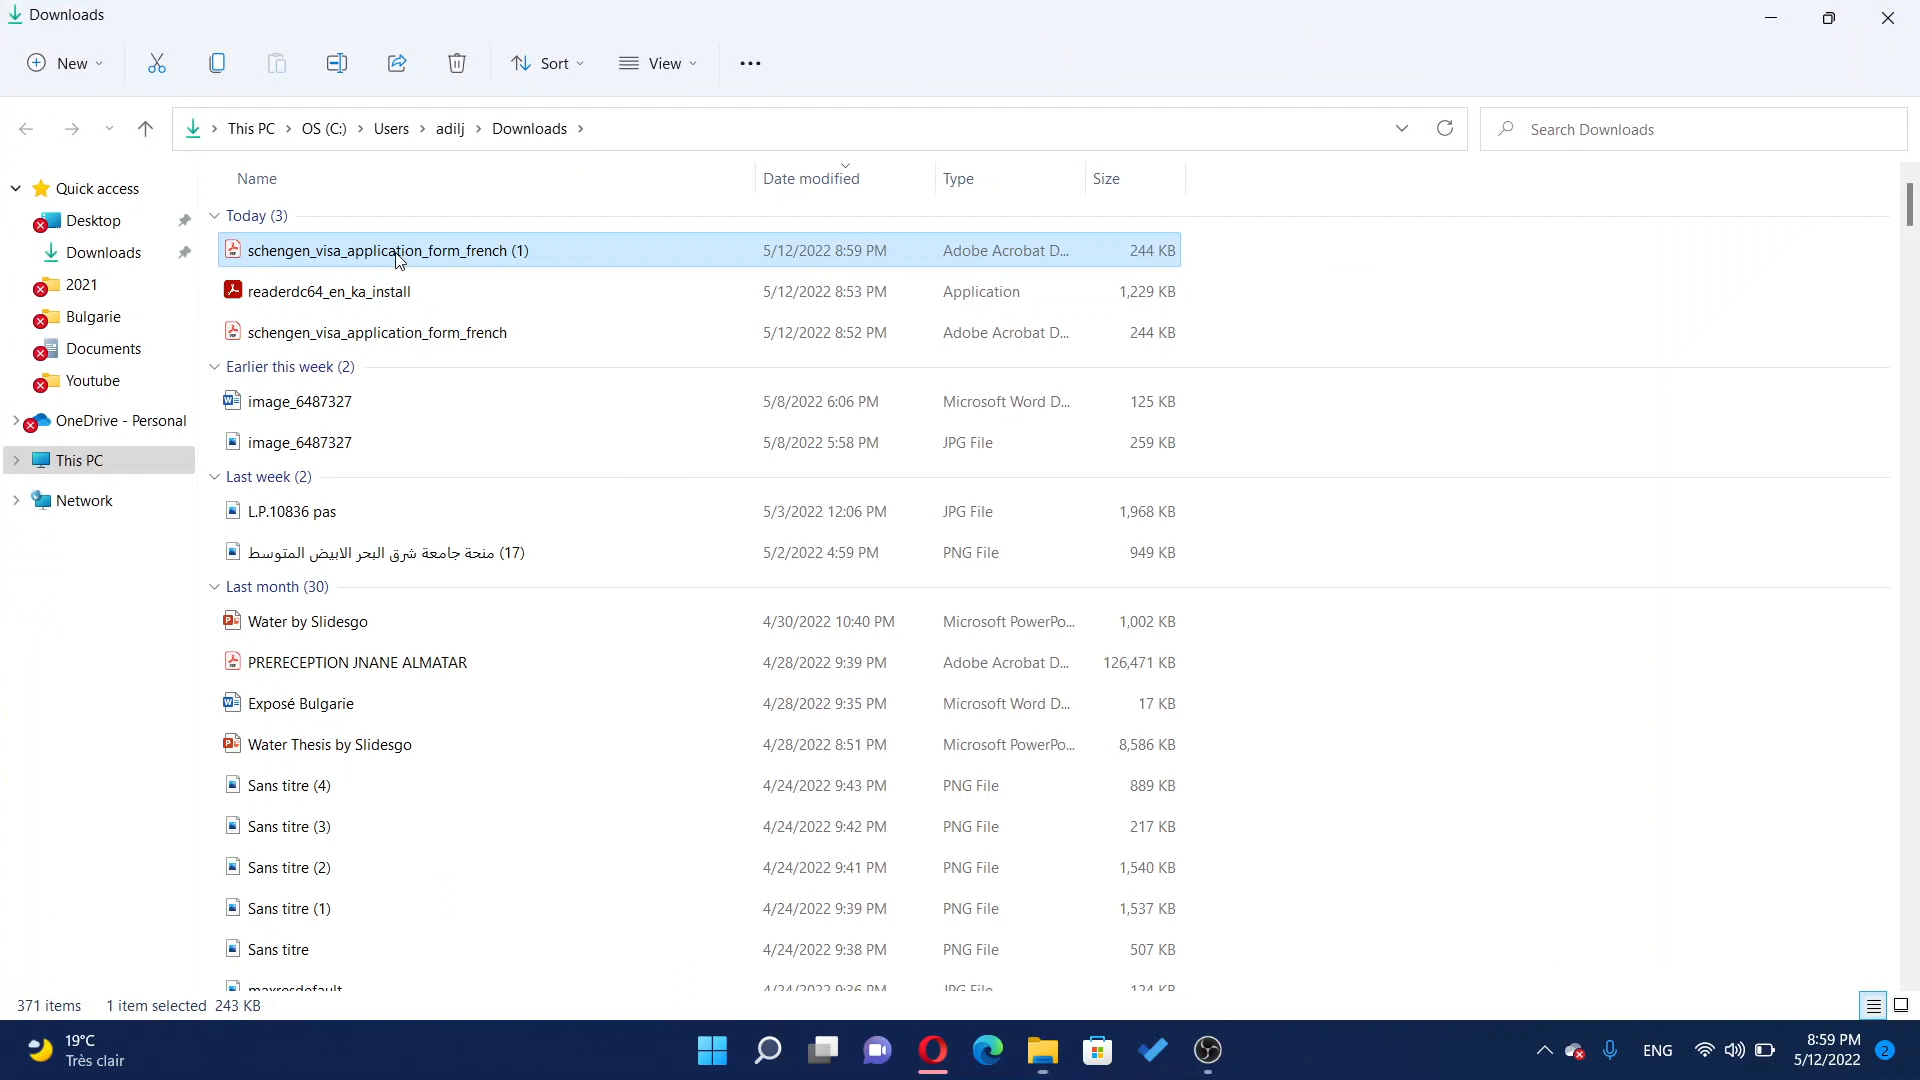 Downloads
New
Sort
View
This PC
OS (C:)
Users
adilj
Downloads
Search Downloads
Quick access
Desktop
Downloads
2021
Bulgarie
Documents
Youtube
OneDrive - Personal
This PC
Network
Name Date modified Type Size
Today (3)
schengen_visa_application_form_french (1) 5/12/2022 8:59 PM Adobe Acrobat D... 244 KB
readerdc64_en_ka_install 5/12/2022 8:53 PM Application 1,229 KB
schengen_visa_application_form_french 5/12/2022 8:52 PM Adobe Acrobat D... 244 KB
Earlier this week (2)
image_6487327 5/8/2022 6:06 PM Microsoft Word D... 125 KB
image_6487327 5/8/2022 5:58 PM JPG File 259 KB
Last week (2)
L.P.10836 pas 5/3/2022 12:06 PM JPG File 1,968 KB
منحة جامعة شرق البحر الابيض المتوسط (17) 5/2/2022 4:59 PM PNG File 949 KB
Last month (30)
Water by Slidesgo 4/30/2022 10:40 PM Microsoft PowerPo... 1,002 KB
PRERECEPTION JNANE ALMATAR 4/28/2022 9:39 PM Adobe Acrobat D... 126,471 KB
Exposé Bulgarie 4/28/2022 9:35 PM Microsoft Word D... 17 KB
Water Thesis by Slidesgo 4/28/2022 8:51 PM Microsoft PowerPo... 8,586 KB
Sans titre (4) 4/24/2022 9:43 PM PNG File 889 KB
Sans titre (3) 4/24/2022 9:42 PM PNG File 217 KB
Sans titre (2) 4/24/2022 9:41 PM PNG File 1,540 KB
Sans titre (1) 4/24/2022 9:39 PM PNG File 1,537 KB
Sans titre 4/24/2022 9:38 PM PNG File 507 KB
maxresdefault 4/24/2022 9:36 PM JPG File 124 KB
371 items 1 item selected 243 KB
19°C
Très clair
ENG
8:59 PM
5/12/2022
2